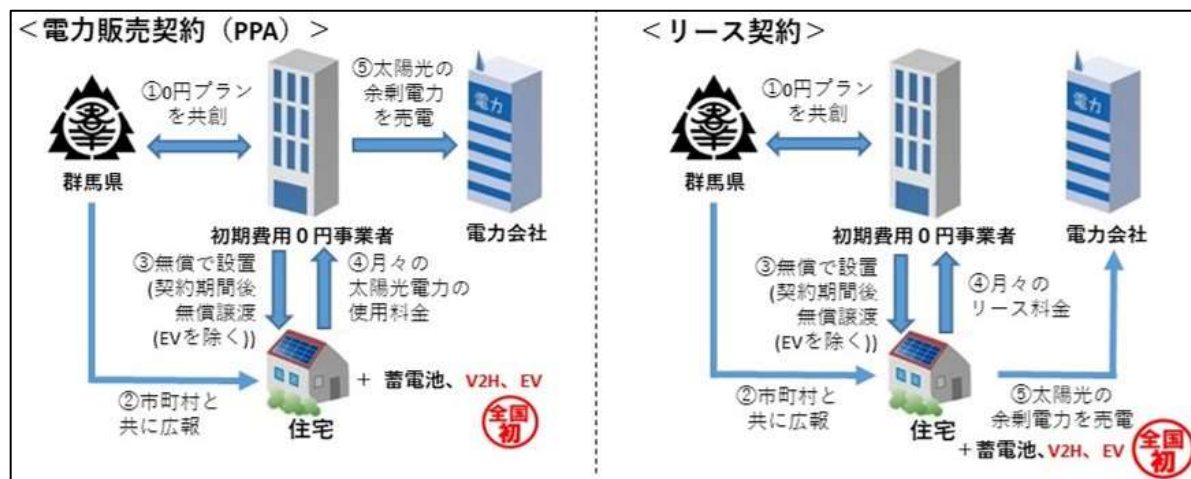 ＜電力販売契約（PPA）＞
①0円プラン
を共創
⑤太陽光の
余剰電力
を売電
電力
群馬県
初期費用０円事業者
電力会社
③無償で設置
(契約期間後
無償譲渡
(EVを除く))
④月々の
太陽光電力の
使用料金
＋ 蓄電池、V2H、EV
全国
初
②市町村と
共に広報
住宅
＜リース契約＞
①0円プラン
を共創
電力
群馬県
初期費用０円事業者
電力会社
③無償で設置
(契約期間後
無償譲渡
(EVを除く))
④月々の
リース料金
②市町村と
共に広報
住宅
⑤太陽光の
余剰電力を売電
＋蓄電池、V2H、EV
全国
初